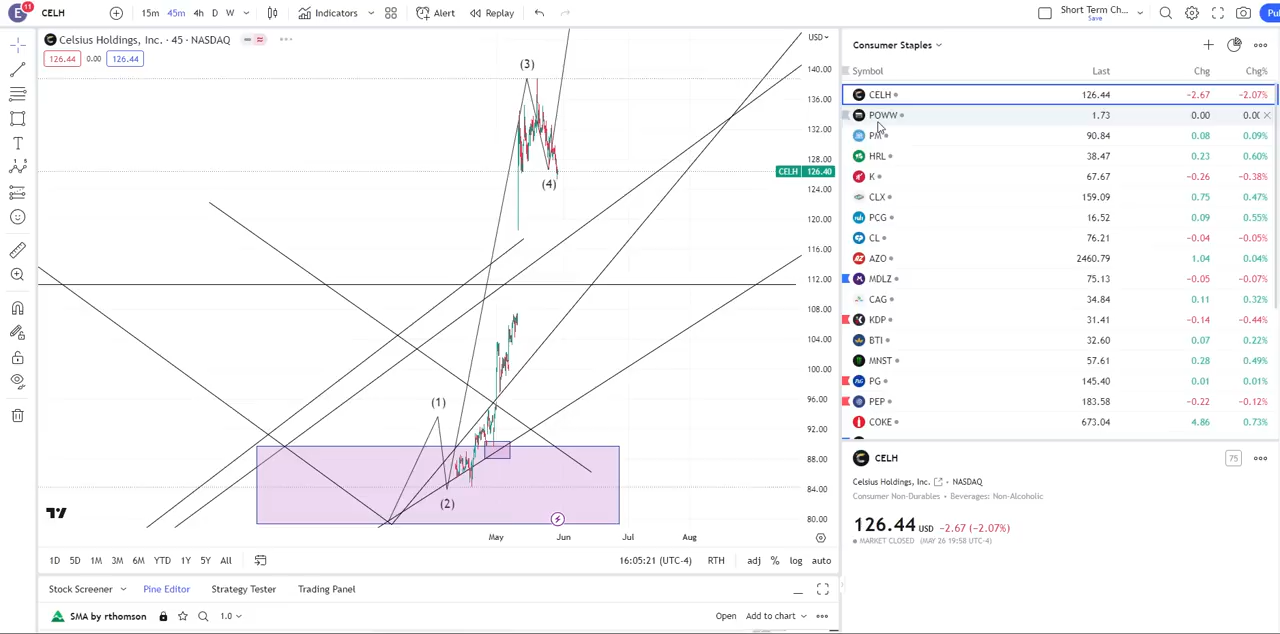 E 11 CELH 15m 45m 4h D W Indicators Alert Replay Short Term Ch... Save Pu
Celsius Holdings, Inc. · 45 · NASDAQ USD
126.44 0.00 126.44
(3)
(4)
(1)
(2)
140.00
136.00
132.00
128.00
CELH 126.40
124.00
120.00
116.00
112.00
108.00
104.00
100.00
96.00
92.00
88.00
84.00
80.00
May Jun Jul Aug
1D 5D 1M 3M 6M YTD 1Y 5Y All 16:05:21 (UTC-4) RTH adj % log auto
Stock Screener Pine Editor Strategy Tester Trading Panel
SMA by rthomson 1.0 Open Add to chart
Consumer Staples
Symbol Last Chg Chg%
CELH 126.44 −2.67 −2.07%
POWW 1.73 0.00 0.0(
PM 90.84 0.08 0.09%
HRL 38.47 0.23 0.60%
K 67.67 −0.26 −0.38%
CLX 159.09 0.75 0.47%
PCG 16.52 0.09 0.55%
CL 76.21 −0.04 −0.05%
AZO 2460.79 1.04 0.04%
MDLZ 75.13 −0.05 −0.07%
CAG 34.84 0.11 0.32%
KDP 31.41 −0.14 −0.44%
BTI 32.60 0.07 0.22%
MNST 57.61 0.28 0.49%
PG 145.40 0.01 0.01%
PEP 183.58 −0.22 −0.12%
COKE 673.04 4.86 0.73%
CELH 75
Celsius Holdings, Inc. • NASDAQ
Consumer Non-Durables • Beverages: Non-Alcoholic
126.44 USD −2.67 (−2.07%)
MARKET CLOSED (MAY 26 19:58 UTC-4)